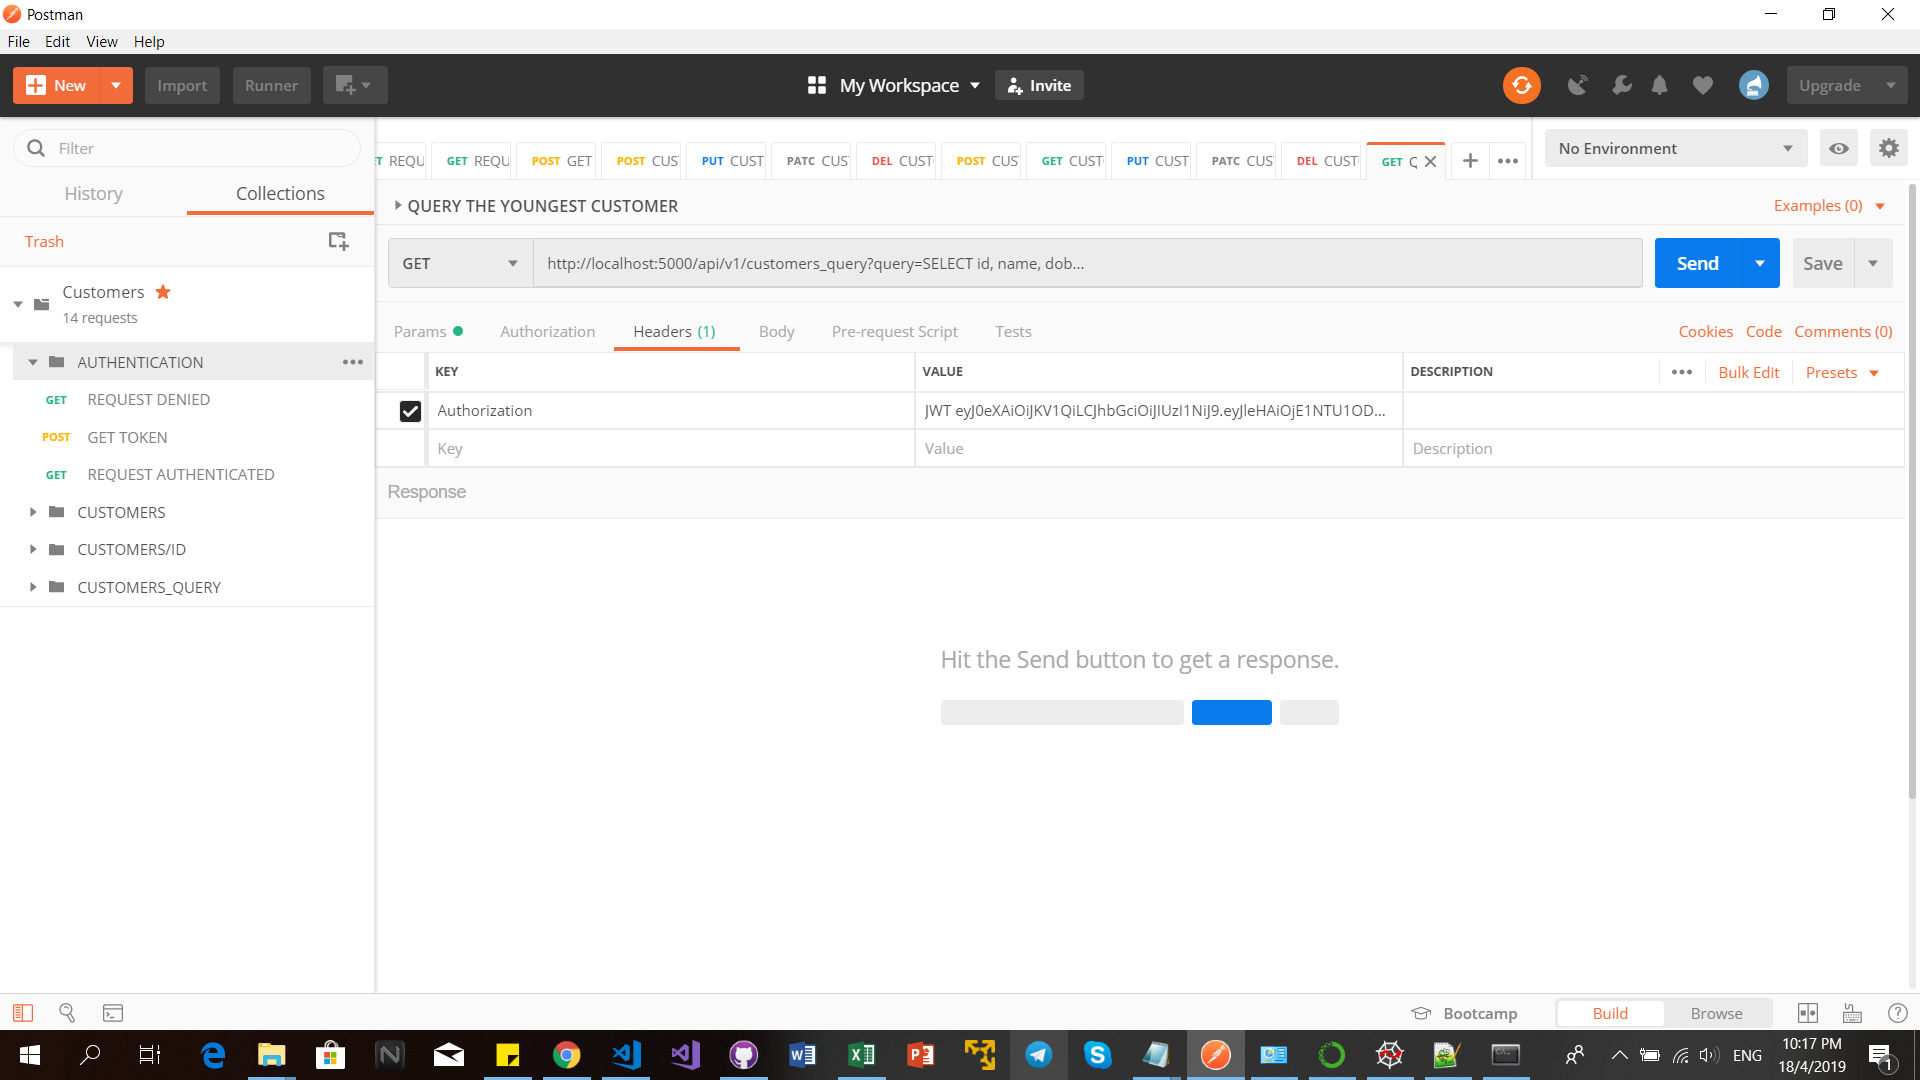 Postman
File Edit View Help
New Import Runner My Workspace Invite Upgrade
Filter
History Collections
Trash
Customers
14 requests
AUTHENTICATION
GET REQUEST DENIED
POST GET TOKEN
GET REQUEST AUTHENTICATED
CUSTOMERS
CUSTOMERS/ID
CUSTOMERS_QUERY
ET REQU GET REQU POST GET POST CUS PUT CUST PATC CUS DEL CUST POST CUS GET CUST PUT CUST PATC CUS DEL CUST GET Q
No Environment
QUERY THE YOUNGEST CUSTOMER Examples (0)
GET http://localhost:5000/api/v1/customers_query?query=SELECT id, name, dob... Send Save
Params Authorization Headers (1) Body Pre-request Script Tests Cookies Code Comments (0)
KEY VALUE DESCRIPTION Bulk Edit Presets
Authorization JWT eyJ0eXAiOiJKV1QiLCJhbGciOiJIUzI1NiJ9.eyJleHAiOjE1NTU1OD...
Key Value Description
Response
Hit the Send button to get a response.
Bootcamp Build Browse
ENG 10:17 PM
18/4/2019
1